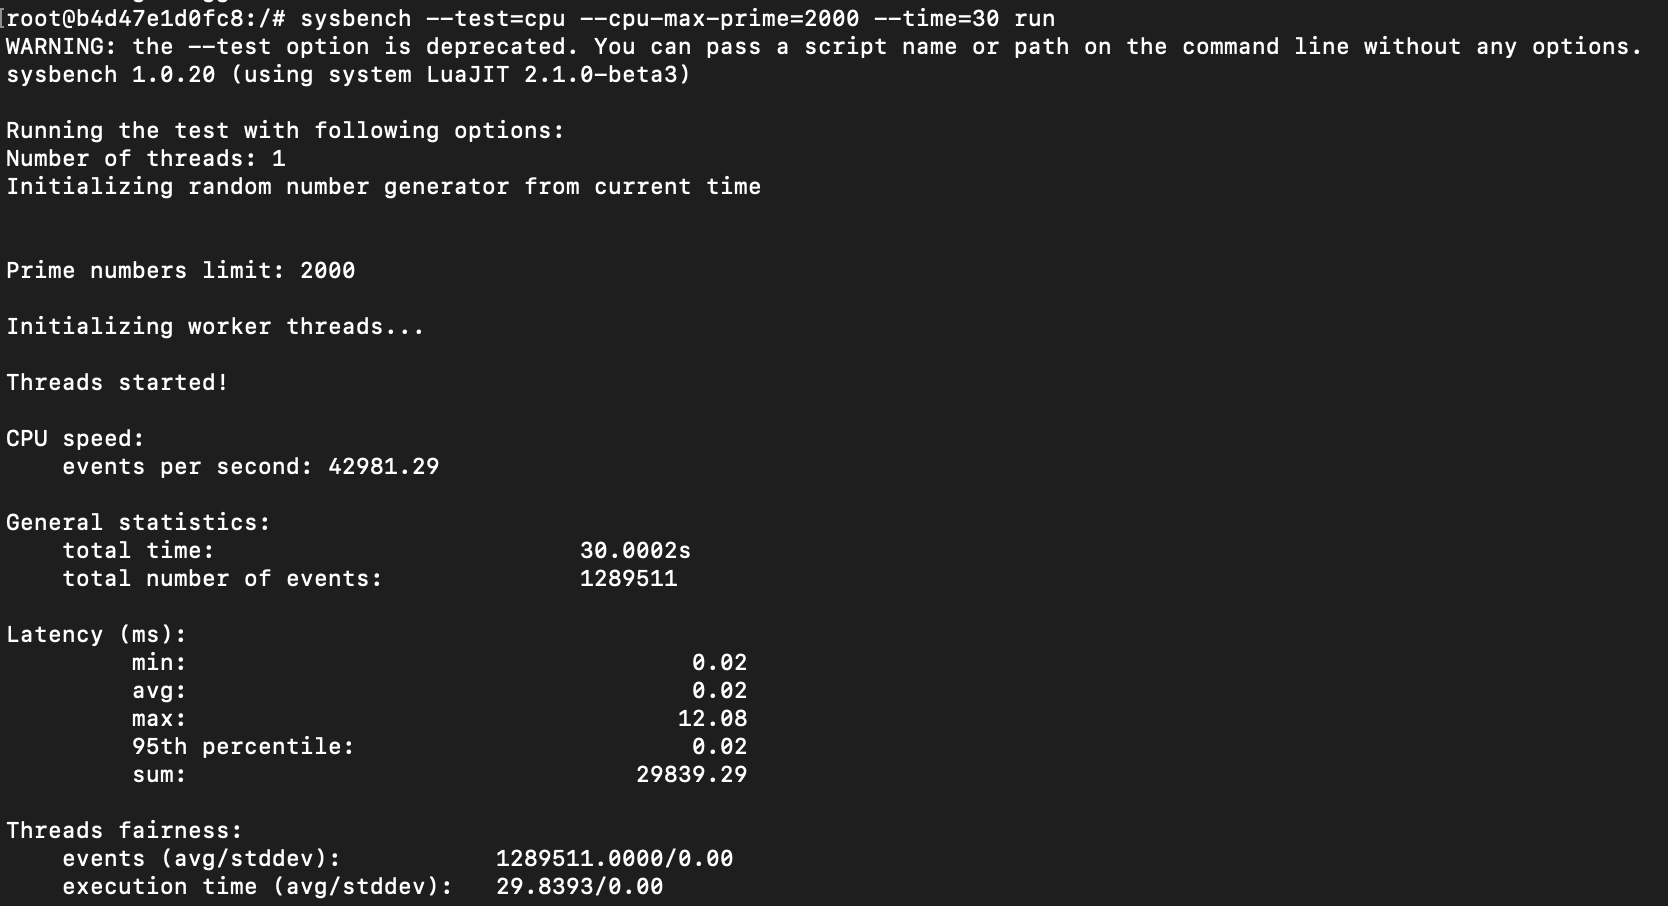 root@b4d47e1d0fc8:/# sysbench --test=cpu --cpu-max-prime=2000 --time=30 run
WARNING: the --test option is deprecated. You can pass a script name or path on the command line without any options.
sysbench 1.0.20 (using system LuaJIT 2.1.0-beta3)
Running the test with following options:
Number of threads: 1
Initializing random number generator from current time
Prime numbers limit: 2000
Initializing worker threads...
Threads started!
CPU speed:
events per second: 42981.29
General statistics:
total time: 30.0002s
total number of events: 1289511
Latency (ms):
min: 0.02
avg: 0.02
max: 12.08
95th percentile: 0.02
sum: 29839.29
Threads fairness:
events (avg/stddev): 1289511.0000/0.00
execution time (avg/stddev): 29.8393/0.00